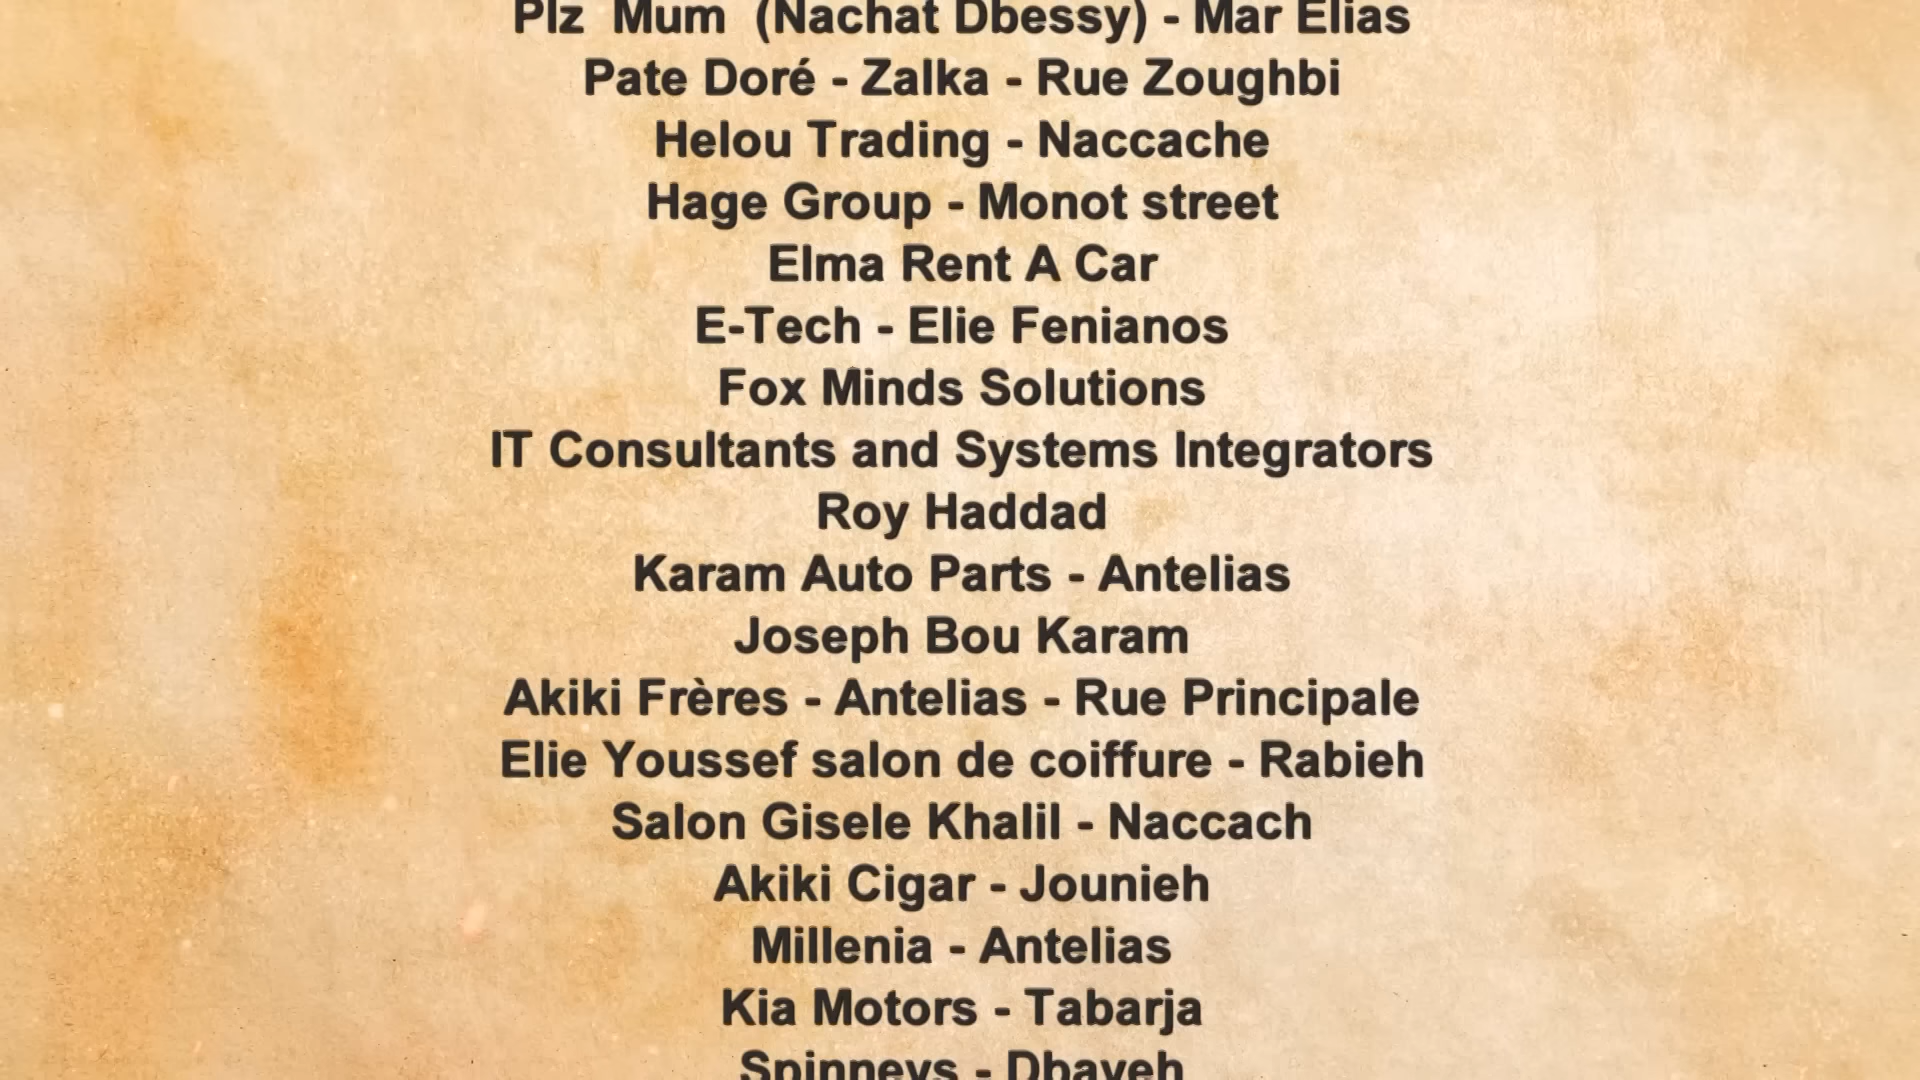 Plz  Mum  (Nachat Dbessy) - Mar Elias
Pate Doré - Zalka - Rue Zoughbi
Helou Trading - Naccache
Hage Group - Monot street
Elma Rent A Car
E-Tech - Elie Fenianos
Fox Minds Solutions
IT Consultants and Systems Integrators
Roy Haddad
Karam Auto Parts - Antelias
Joseph Bou Karam
Akiki Frères - Antelias - Rue Principale
Elie Youssef salon de coiffure - Rabieh
Salon Gisele Khalil - Naccach
Akiki Cigar - Jounieh
Millenia - Antelias
Kia Motors - Tabarja
Spinneys - Dbayeh